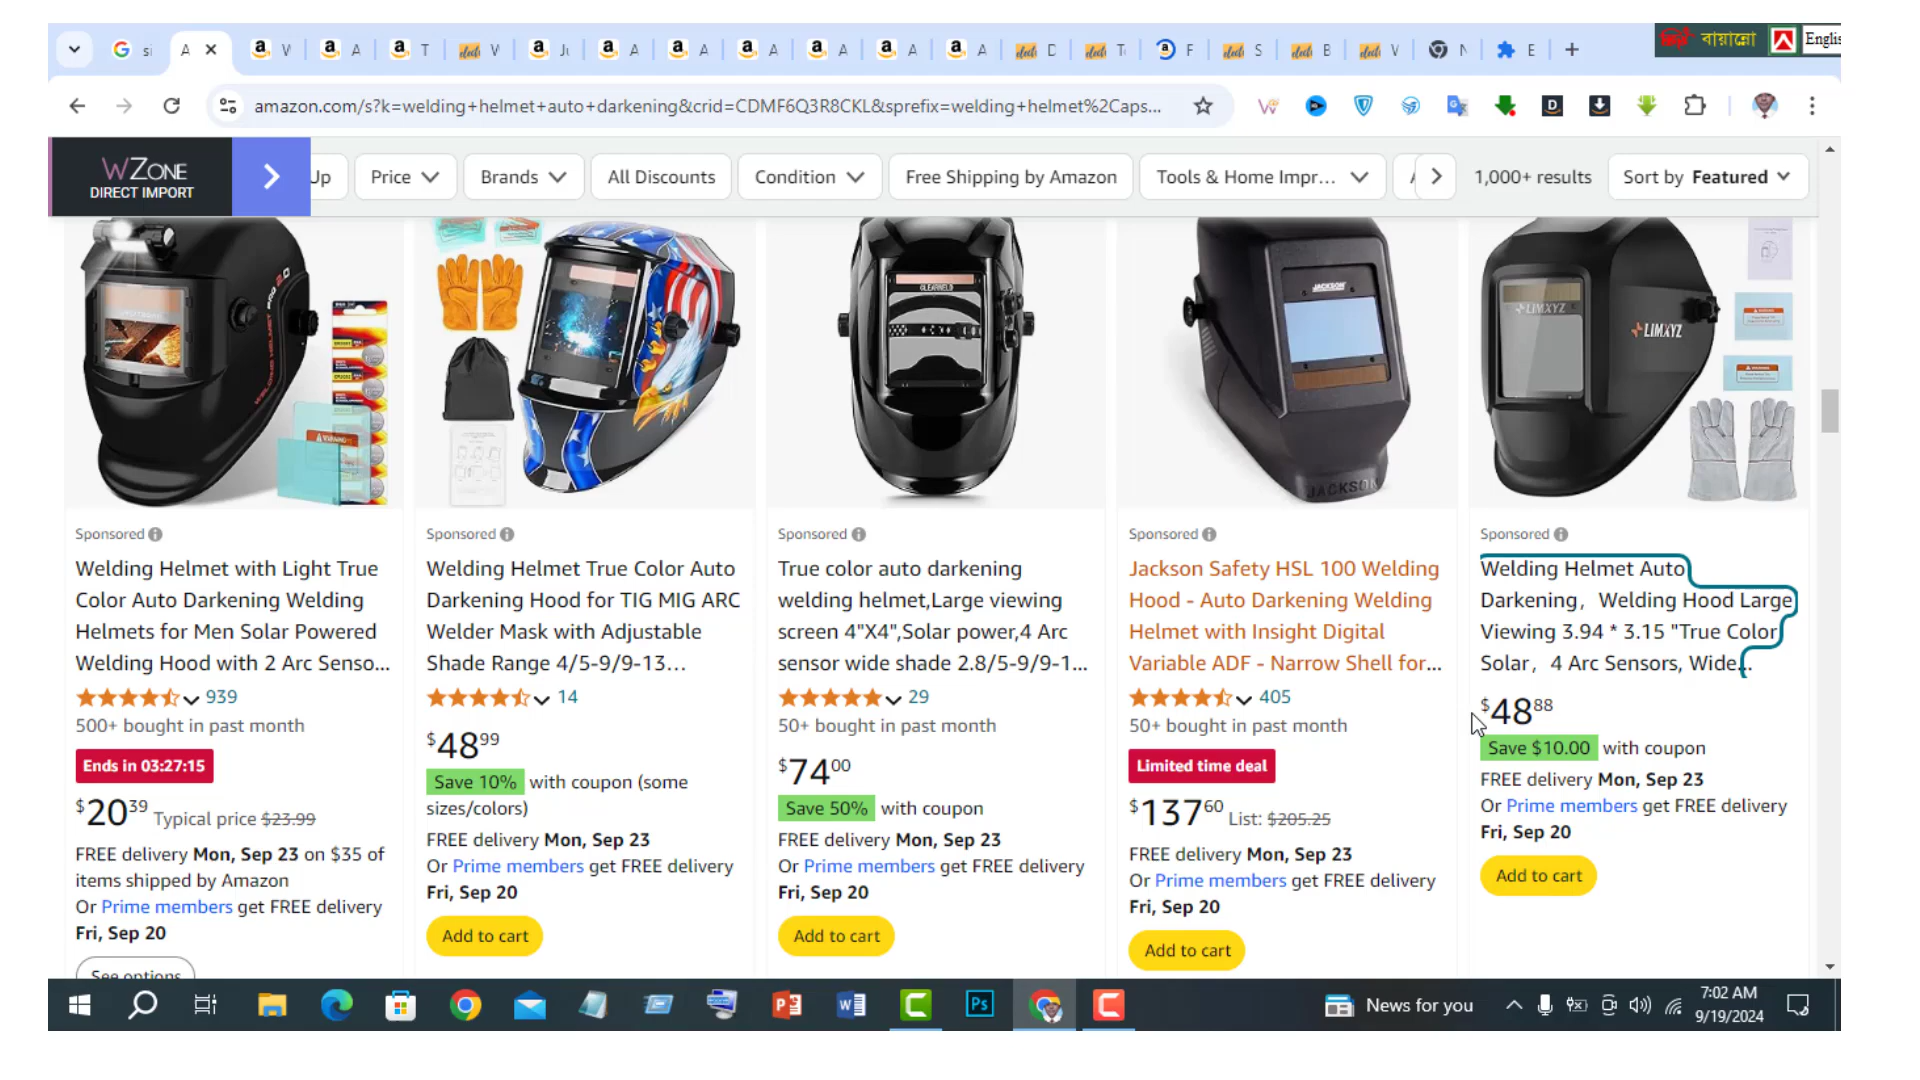 বায়ান্নো
Englis
amazon.com/s?k=welding+helmet+auto+darkening&crid=CDMF6Q3R8CKL&sprefix=welding+helmet%2Caps...
WZONE
DIRECT IMPORT
Up
Price
Brands
All Discounts
Condition
Free Shipping by Amazon
Tools & Home Impr...
1,000+ results
Sort by Featured
CLEARWELD
JACKSON
JACKSON
LIMXYZ
LIMXYZ
WARNING
Sponsored
Welding Helmet with Light True
Color Auto Darkening Welding
Helmets for Men Solar Powered
Welding Hood with 2 Arc Senso...
939
500+ bought in past month
Ends in 03:27:15
$20 39 Typical price $23.99
FREE delivery Mon, Sep 23 on $35 of
items shipped by Amazon
Or Prime members get FREE delivery
Fri, Sep 20
See options
Sponsored
Welding Helmet True Color Auto
Darkening Hood for TIG MIG ARC
Welder Mask with Adjustable
Shade Range 4/5-9/9-13...
14
$48 99
Save 10% with coupon (some
sizes/colors)
FREE delivery Mon, Sep 23
Or Prime members get FREE delivery
Fri, Sep 20
Add to cart
Sponsored
True color auto darkening
welding helmet,Large viewing
screen 4"X4",Solar power,4 Arc
sensor wide shade 2.8/5-9/9-1...
29
50+ bought in past month
$74 00
Save 50% with coupon
FREE delivery Mon, Sep 23
Or Prime members get FREE delivery
Fri, Sep 20
Add to cart
Sponsored
Jackson Safety HSL 100 Welding
Hood - Auto Darkening Welding
Helmet with Insight Digital
Variable ADF - Narrow Shell for...
405
50+ bought in past month
Limited time deal
$137 60 List: $205.25
FREE delivery Mon, Sep 23
Or Prime members get FREE delivery
Fri, Sep 20
Add to cart
Sponsored
Welding Helmet Auto
Darkening，Welding Hood Large
Viewing 3.94 * 3.15 "True Color
Solar，4 Arc Sensors, Wide...
$48 88
Save $10.00 with coupon
FREE delivery Mon, Sep 23
Or Prime members get FREE delivery
Fri, Sep 20
Add to cart
News for you
7:02 AM
9/19/2024